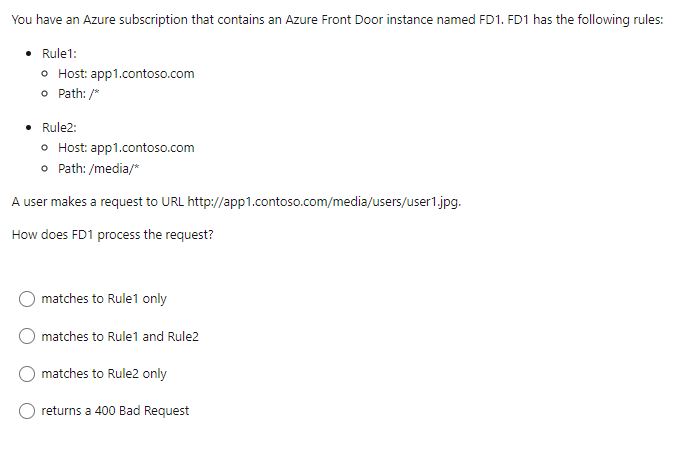 You have an Azure subscription that contains an Azure Front Door instance named FD1. FD1 has the following rules:
• Rule1:
o Host: app1.contoso.com
o Path: /*
• Rule2:
o Host: app1.contoso.com
o Path: /media/*
A user makes a request to URL http://app1.contoso.com/media/users/user1.jpg.
How does FD1 process the request?
matches to Rule1 only
matches to Rule1 and Rule2
matches to Rule2 only
returns a 400 Bad Request